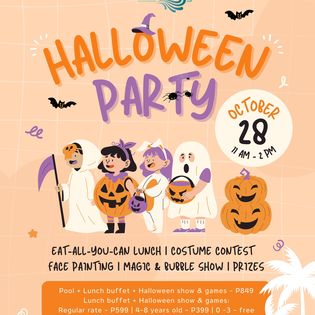 HALLOWEEN
PARTY
OCTOBER
28
11 AM - 2 PM
EAT-ALL-YOU-CAN LUNCH | COSTUME CONTEST
FACE PAINTING | MAGIC & BUBBLE SHOW | PRIZES
Pool + Lunch buffet + Halloween show & games - P849
Lunch buffet + Halloween show & games:
Regular rate - P599 | 4-8 years old - P399 | 0 -3 - free